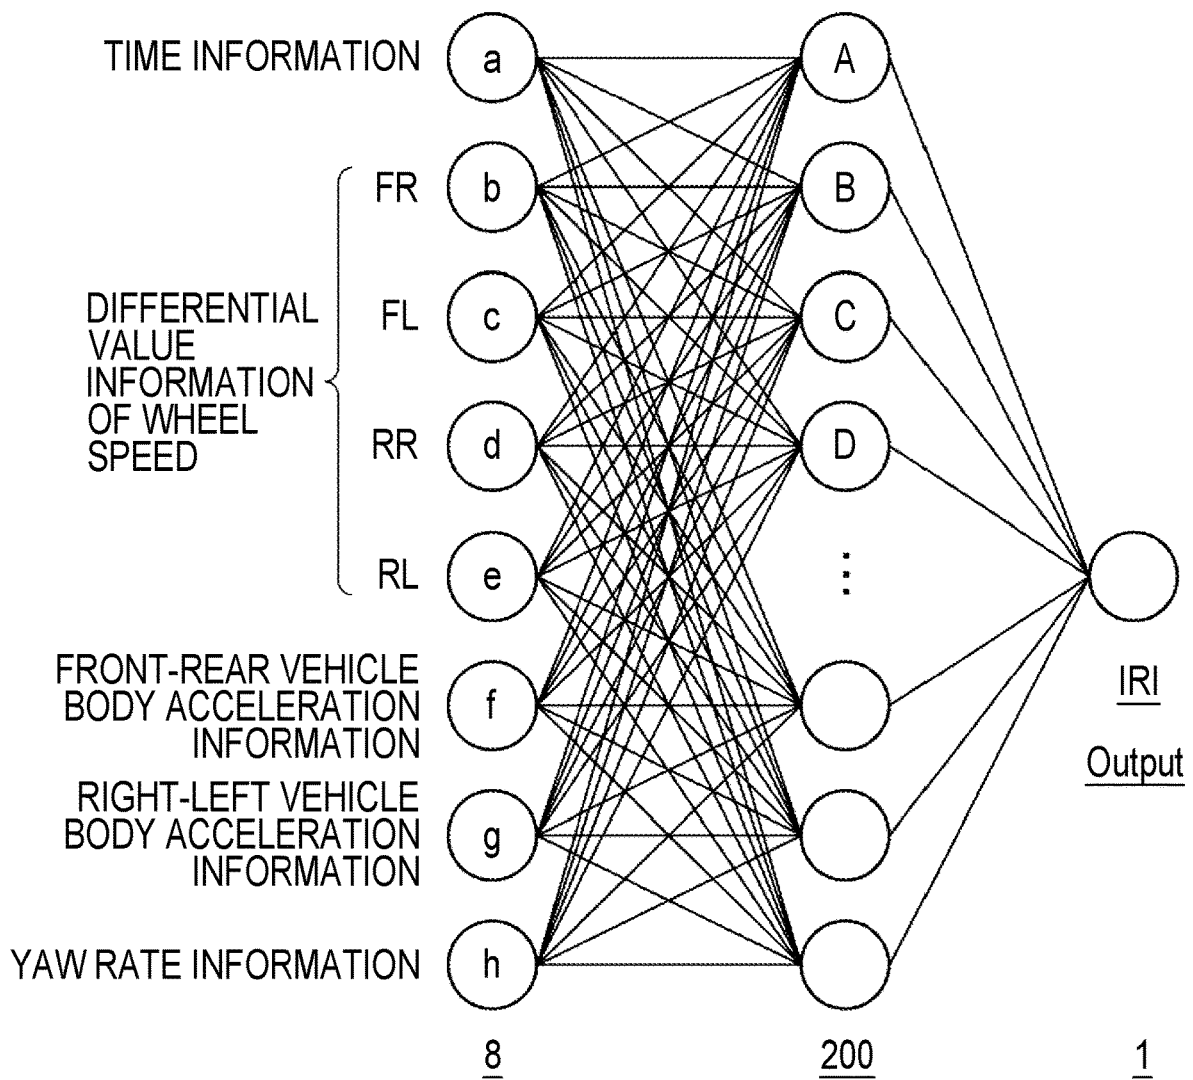 TIME INFORMATION
a
A
FR
b
B
DIFFERENTIAL
VALUE
INFORMATION
OF WHEEL
SPEED
FL
c
C
RR
d
D
RL
e
⋮
FRONT-REAR VEHICLE
BODY ACCELERATION
INFORMATION
f
IRI
Output
RIGHT-LEFT VEHICLE
BODY ACCELERATION
INFORMATION
g
YAW RATE INFORMATION
h
8
200
1